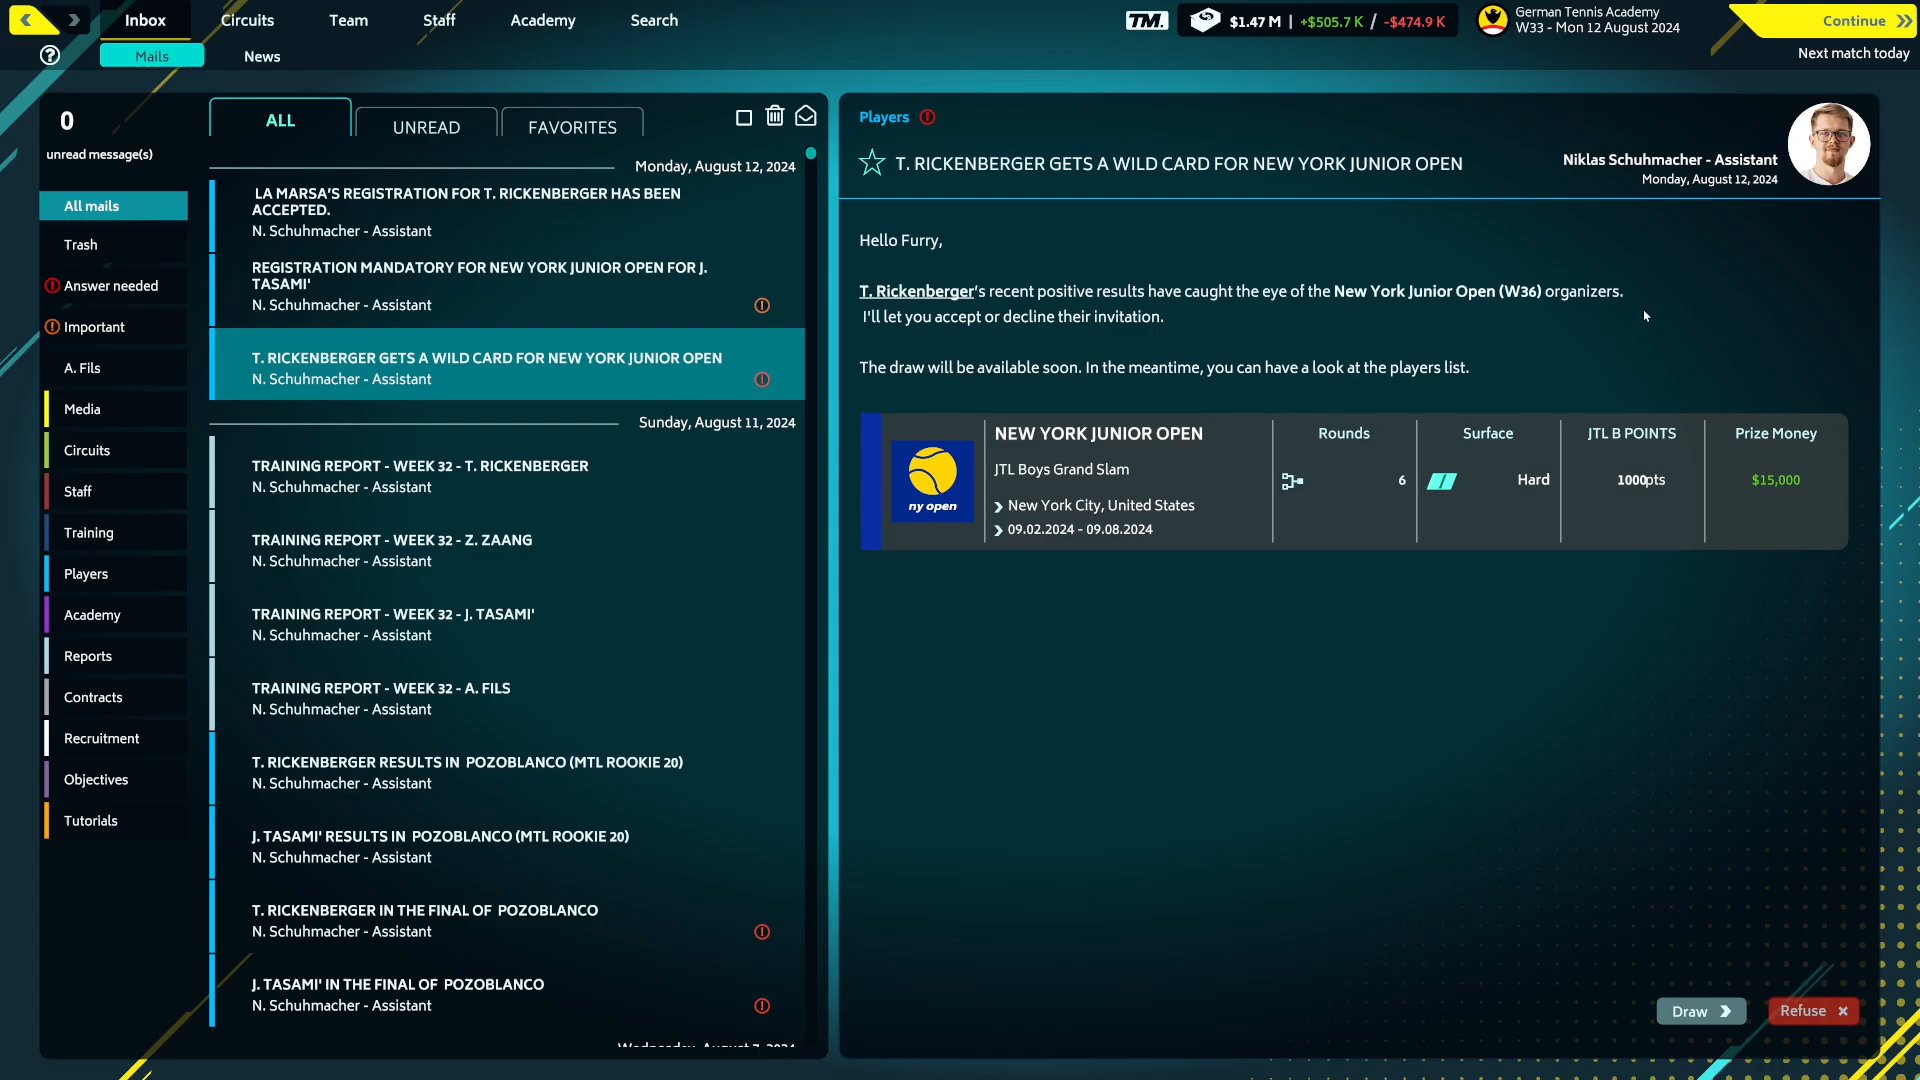 Inbox
Circuits
Team
Staff
Academy
Search
TM.
$1.47 M | +$505.7 K / -$474.9 K
German Tennis Academy
W33 - Mon 12 August 2024
Continue
Next match today
Mails
News
0
unread message(s)
All mails
Trash
Answer needed
Important
A. Fils
Media
Circuits
Staff
Training
Players
Academy
Reports
Contracts
Recruitment
Objectives
Tutorials
ALL
UNREAD
FAVORITES
Monday, August 12, 2024
LA MARSA'S REGISTRATION FOR T. RICKENBERGER HAS BEEN
ACCEPTED.
N. Schuhmacher - Assistant
REGISTRATION MANDATORY FOR NEW YORK JUNIOR OPEN FOR J.
TASAMI'
N. Schuhmacher - Assistant
T. RICKENBERGER GETS A WILD CARD FOR NEW YORK JUNIOR OPEN
N. Schuhmacher - Assistant
Sunday, August 11, 2024
TRAINING REPORT - WEEK 32 - T. RICKENBERGER
N. Schuhmacher - Assistant
TRAINING REPORT - WEEK 32 - Z. ZAANG
N. Schuhmacher - Assistant
TRAINING REPORT - WEEK 32 - J. TASAMI'
N. Schuhmacher - Assistant
TRAINING REPORT - WEEK 32 - A. FILS
N. Schuhmacher - Assistant
T. RICKENBERGER RESULTS IN POZOBLANCO (MTL ROOKIE 20)
N. Schuhmacher - Assistant
J. TASAMI' RESULTS IN POZOBLANCO (MTL ROOKIE 20)
N. Schuhmacher - Assistant
T. RICKENBERGER IN THE FINAL OF POZOBLANCO
N. Schuhmacher - Assistant
J. TASAMI' IN THE FINAL OF POZOBLANCO
N. Schuhmacher - Assistant
Wednesday, August 7, 2024
Players
T. RICKENBERGER GETS A WILD CARD FOR NEW YORK JUNIOR OPEN
Niklas Schuhmacher - Assistant
Monday, August 12, 2024
Hello Furry,
T. Rickenberger's recent positive results have caught the eye of the New York Junior Open (W36) organizers.
I'll let you accept or decline their invitation.
The draw will be available soon. In the meantime, you can have a look at the players list.
ny open
NEW YORK JUNIOR OPEN
JTL Boys Grand Slam
New York City, United States
09.02.2024 - 09.08.2024
Rounds
6
Surface
Hard
JTL B POINTS
1000pts
Prize Money
$15,000
Draw
Refuse